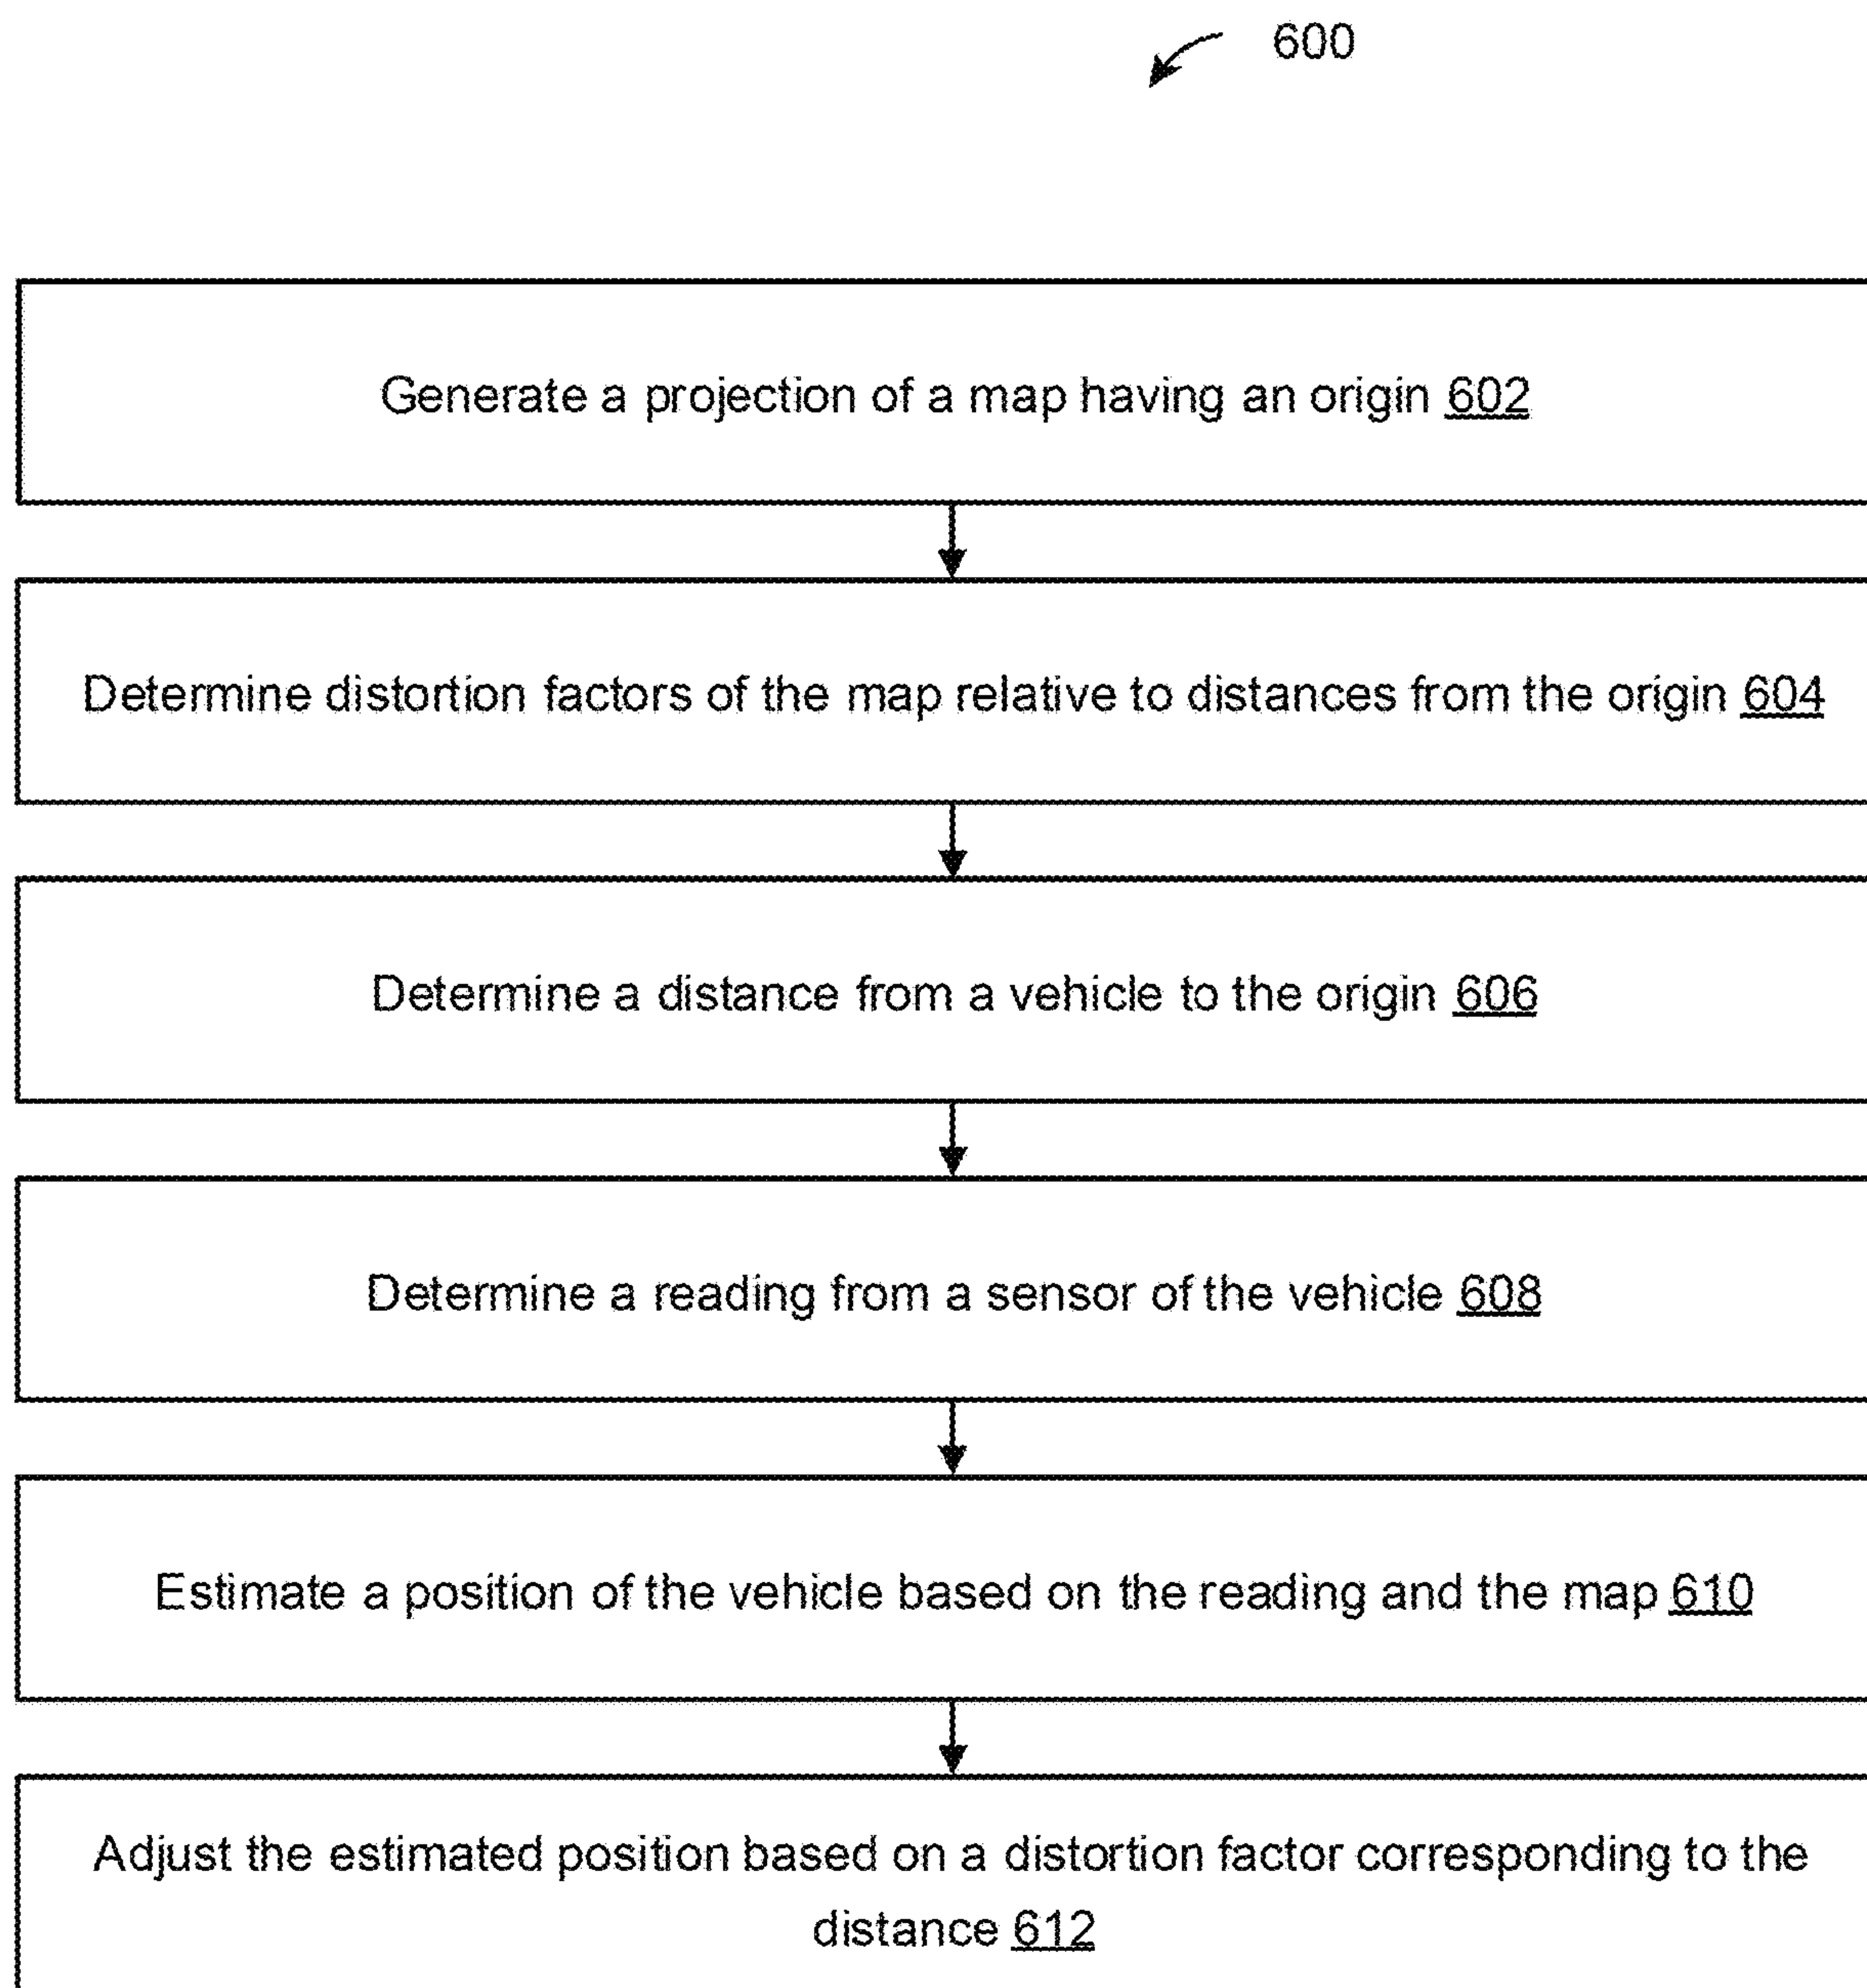 600
Generate a projection of a map having an origin 602
Determine distortion factors of the map relative to distances from the origin 604
Determine a distance from a vehicle to the origin 606
Determine a reading from a sensor of the vehicle 608
Estimate a position of the vehicle based on the reading and the map 610
Adjust the estimated position based on a distortion factor corresponding to the
distance 612